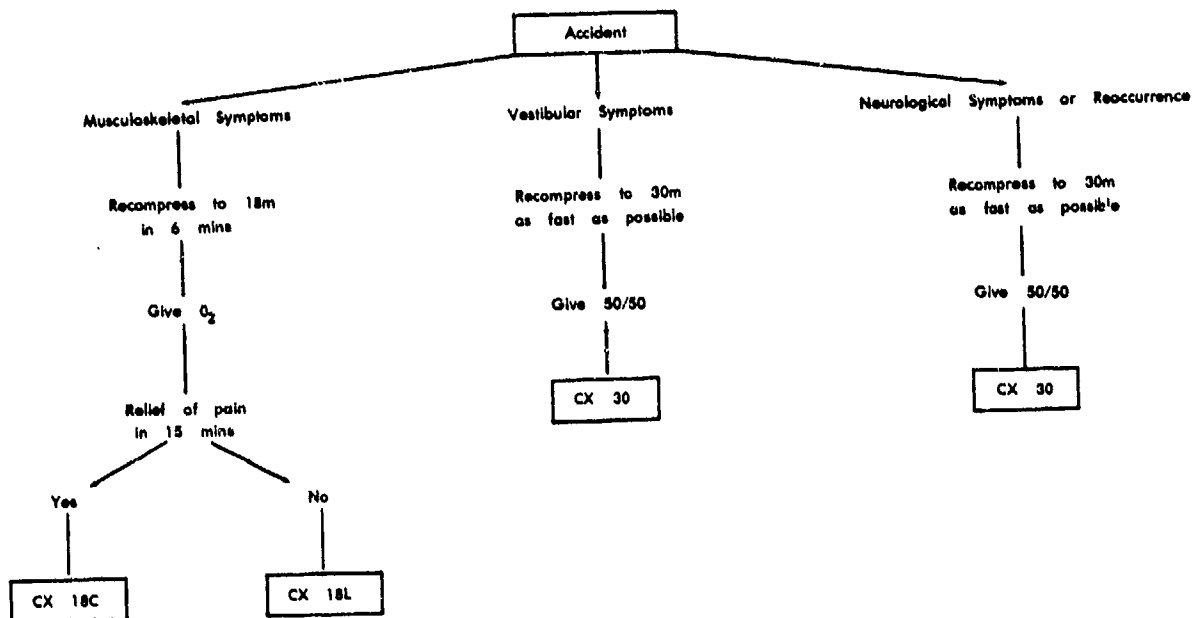 Accident
Musculoskeletal Symptoms
Vestibular Symptoms
Neurological Symptoms or Reoccurrence
Recompress to 18m
in 6 mins
Recompress to 30m
as fast as possible
Recompress to 30m
as fast as possible
Give O2
Give 50/50
Give 50/50
CX 30
CX 30
Relief of pain
in 15 mins
Yes
No
CX 18C
CX 18L